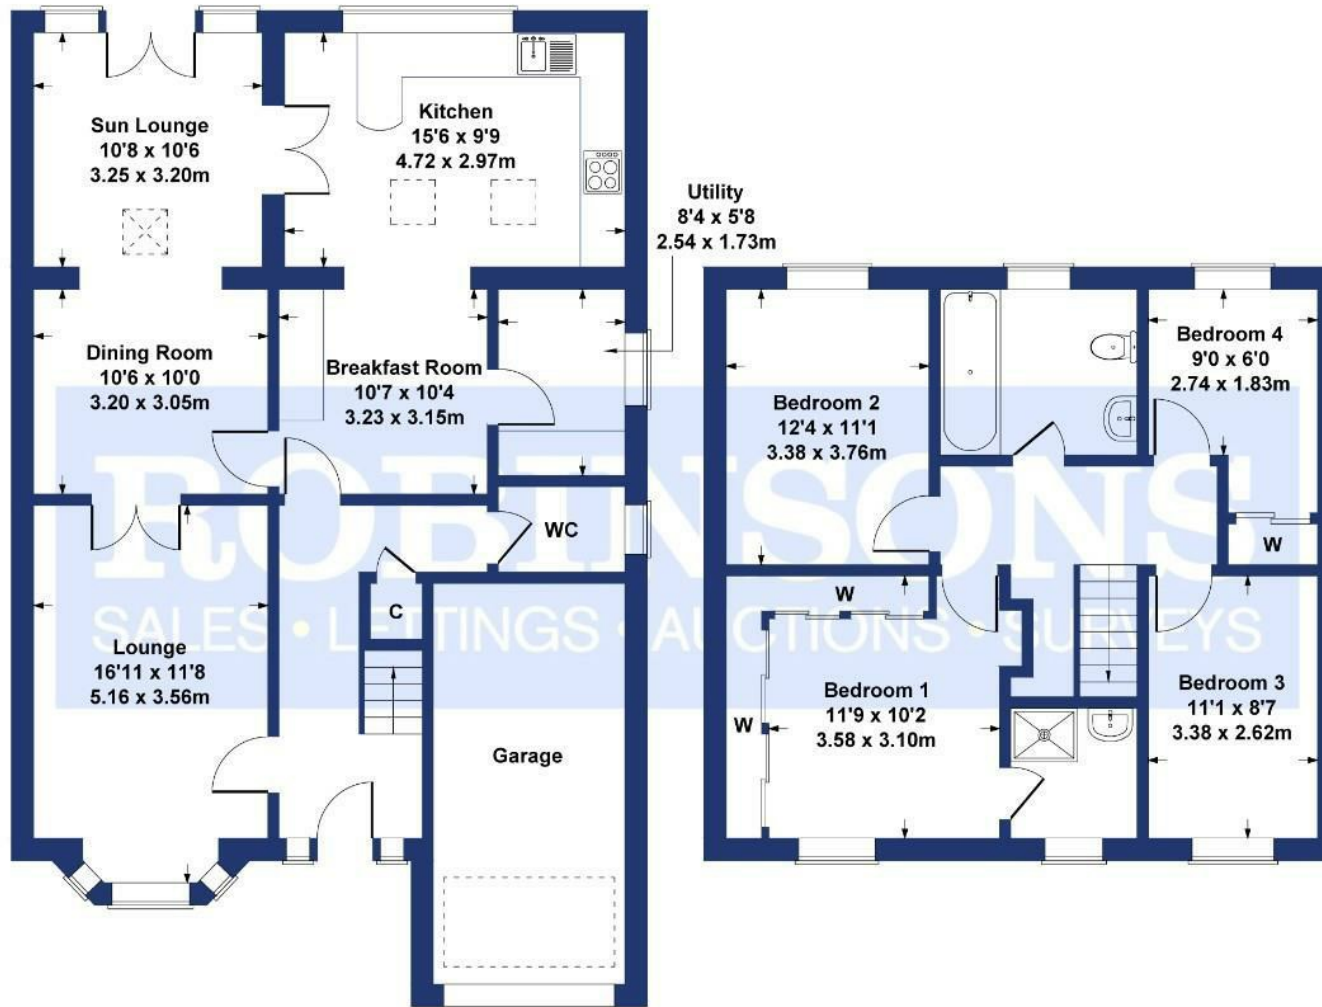 Sun Lounge
10'8 x 10'6
3.25 x 3.20m
Kitchen
15'6 x 9'9
4.72 x 2.97m
Utility
8'4 x 5'8
2.54 x 1.73m
Dining Room
10'6 x 10'0
3.20 x 3.05m
Breakfast Room
10'7 x 10'4
3.23 x 3.15m
WC
C
Lounge
16'11 x 11'8
5.16 x 3.56m
Garage
Bedroom 2
12'4 x 11'1
3.38 x 3.76m
Bedroom 4
9'0 x 6'0
2.74 x 1.83m
W
W
W
Bedroom 1
11'9 x 10'2
3.58 x 3.10m
Bedroom 3
11'1 x 8'7
3.38 x 2.62m
ROBINSONS
SALES • LETTINGS • AUCTIONS • SURVEYS